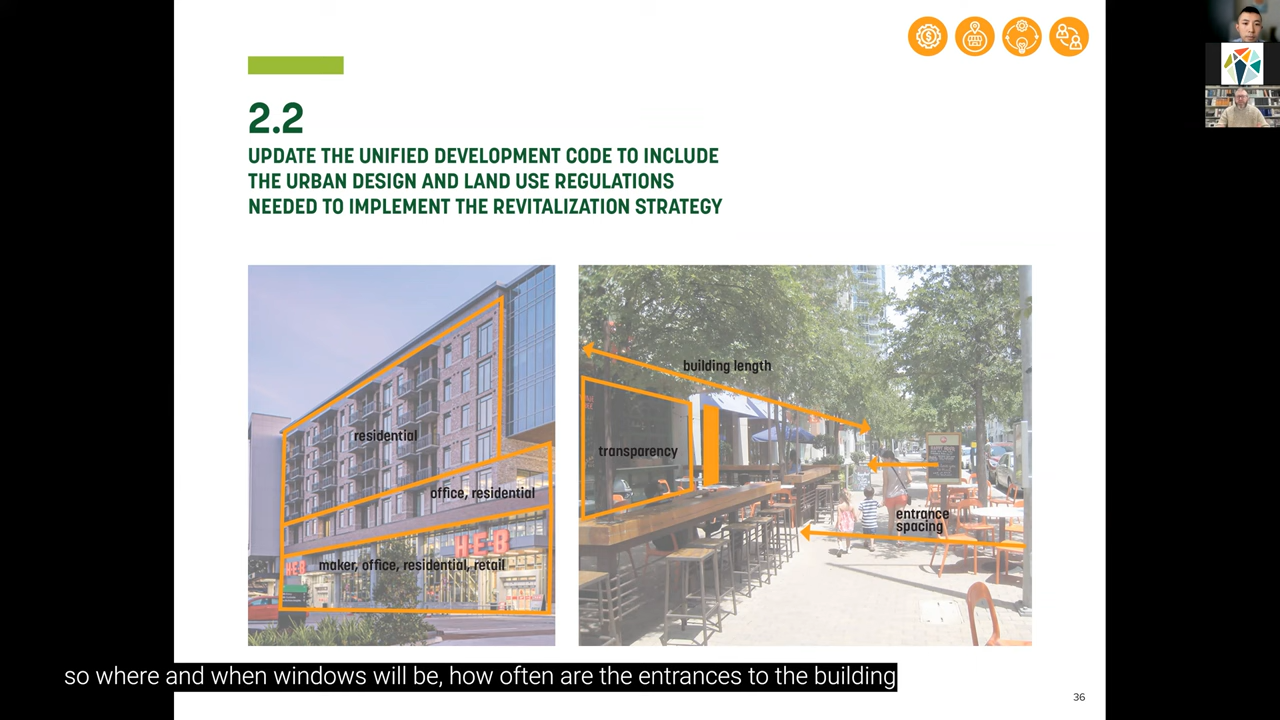 2.2
UPDATE THE UNIFIED DEVELOPMENT CODE TO INCLUDE
THE URBAN DESIGN AND LAND USE REGULATIONS
NEEDED TO IMPLEMENT THE REVITALIZATION STRATEGY
residential
office, residential
H-E-B
HEB
maker, office, residential, retail
building length
transparency
entrance
spacing
so where and when windows will be, how often are the entrances to the building
36